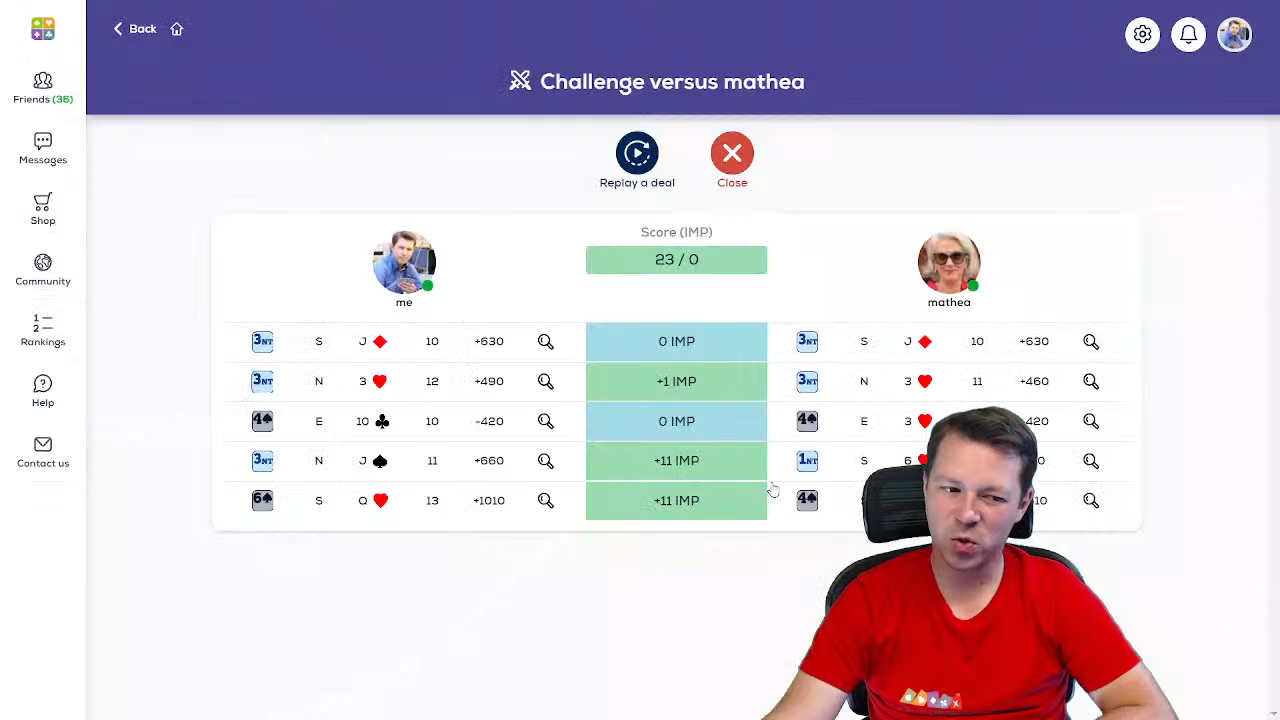 Back
Challenge versus mathea
Friends (36)
Messages
Shop
Community
Rankings
Help
Contact us
Replay a deal
Close
Score (IMP)
23 / 0
me
mathea
3NT S J♦ 10 +630 0 IMP 3NT S J♦ 10 +630
3NT N 3♥ 12 +490 +1 IMP 3NT N 3♥ 11 +460
4♠ E 10♣ 10 -420 0 IMP 4♠ E 3♥ 420
3NT N J♠ 11 +660 +11 IMP 1NT S 6♥ 0
6♠ S Q♥ 13 +1010 +11 IMP 4♠ 10